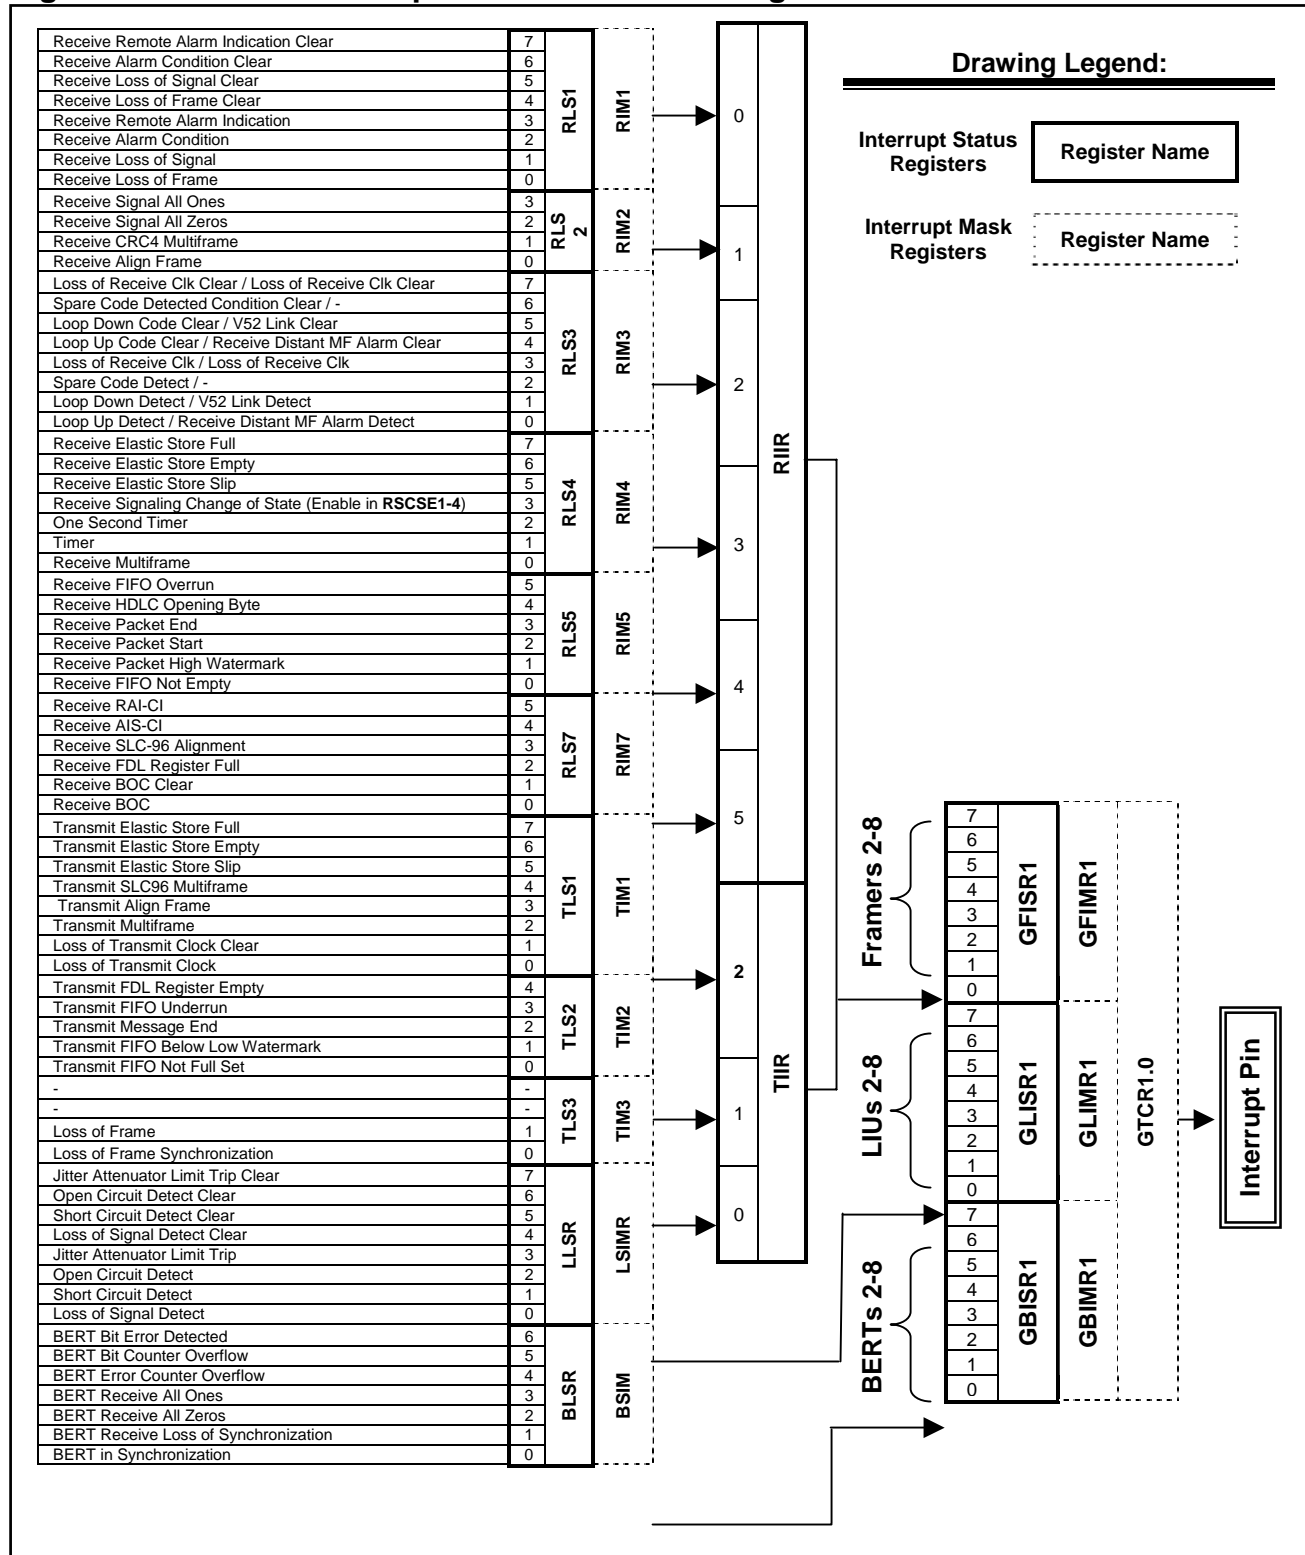 Receive Remote Alarm Indication Clear 7
Receive Alarm Condition Clear 6
Receive Loss of Signal Clear 5
Receive Loss of Frame Clear 4
Receive Remote Alarm Indication 3
Receive Alarm Condition 2
Receive Loss of Signal 1
Receive Loss of Frame 0
RLS1
RIM1
Receive Signal All Ones 3
Receive Signal All Zeros 2
Receive CRC4 Multiframe 1
Receive Align Frame 0
RLS
2
RIM2
Loss of Receive Clk Clear / Loss of Receive Clk Clear 7
Spare Code Detected Condition Clear / - 6
Loop Down Code Clear / V52 Link Clear 5
Loop Up Code Clear / Receive Distant MF Alarm Clear 4
Loss of Receive Clk / Loss of Receive Clk 3
Spare Code Detect / - 2
Loop Down Detect / V52 Link Detect 1
Loop Up Detect / Receive Distant MF Alarm Detect 0
RLS3
RIM3
Receive Elastic Store Full 7
Receive Elastic Store Empty 6
Receive Elastic Store Slip 5
Receive Signaling Change of State (Enable in RSCSE1-4) 3
One Second Timer 2
Timer 1
Receive Multiframe 0
RLS4
RIM4
Receive FIFO Overrun 5
Receive HDLC Opening Byte 4
Receive Packet End 3
Receive Packet Start 2
Receive Packet High Watermark 1
Receive FIFO Not Empty 0
RLS5
RIM5
Receive RAI-CI 5
Receive AIS-CI 4
Receive SLC-96 Alignment 3
Receive FDL Register Full 2
Receive BOC Clear 1
Receive BOC 0
RLS7
RIM7
Transmit Elastic Store Full 7
Transmit Elastic Store Empty 6
Transmit Elastic Store Slip 5
Transmit SLC96 Multiframe 4
Transmit Align Frame 3
Transmit Multiframe 2
Loss of Transmit Clock Clear 1
Loss of Transmit Clock 0
TLS1
TIM1
Transmit FDL Register Empty 4
Transmit FIFO Underrun 3
Transmit Message End 2
Transmit FIFO Below Low Watermark 1
Transmit FIFO Not Full Set 0
TLS2
TIM2
- -
- -
Loss of Frame 1
Loss of Frame Synchronization 0
TLS3
TIM3
Jitter Attenuator Limit Trip Clear 7
Open Circuit Detect Clear 6
Short Circuit Detect Clear 5
Loss of Signal Detect Clear 4
Jitter Attenuator Limit Trip 3
Open Circuit Detect 2
Short Circuit Detect 1
Loss of Signal Detect 0
LLSR
LSIMR
BERT Bit Error Detected 6
BERT Bit Counter Overflow 5
BERT Error Counter Overflow 4
BERT Receive All Ones 3
BERT Receive All Zeros 2
BERT Receive Loss of Synchronization 1
BERT in Synchronization 0
BLSR
BSIM
0
1
2
3
4
5
RIIR
2
1
0
TIIR
Drawing Legend:
Interrupt Status
Registers
Register Name
Interrupt Mask
Registers
Register Name
Framers 2-8
7
6
5
4
3
2
1
0
GFISR1
GFIMR1
LIUs 2-8
7
6
5
4
3
2
1
0
GLISR1
GLIMR1
BERTs 2-8
7
6
5
4
3
2
1
0
GBISR1
GBIMR1
GTCR1.0
Interrupt Pin